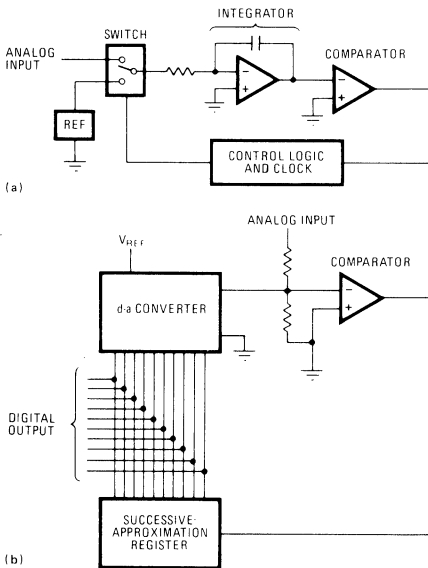 INTEGRATOR
SWITCH
ANALOG
INPUT
COMPARATOR
−
+
−
+
REF
CONTROL LOGIC
AND CLOCK
(a)
ANALOG INPUT
VREF
COMPARATOR
d-a CONVERTER
−
+
DIGITAL
OUTPUT
SUCCESSIVE-
APPROXIMATION
REGISTER
(b)